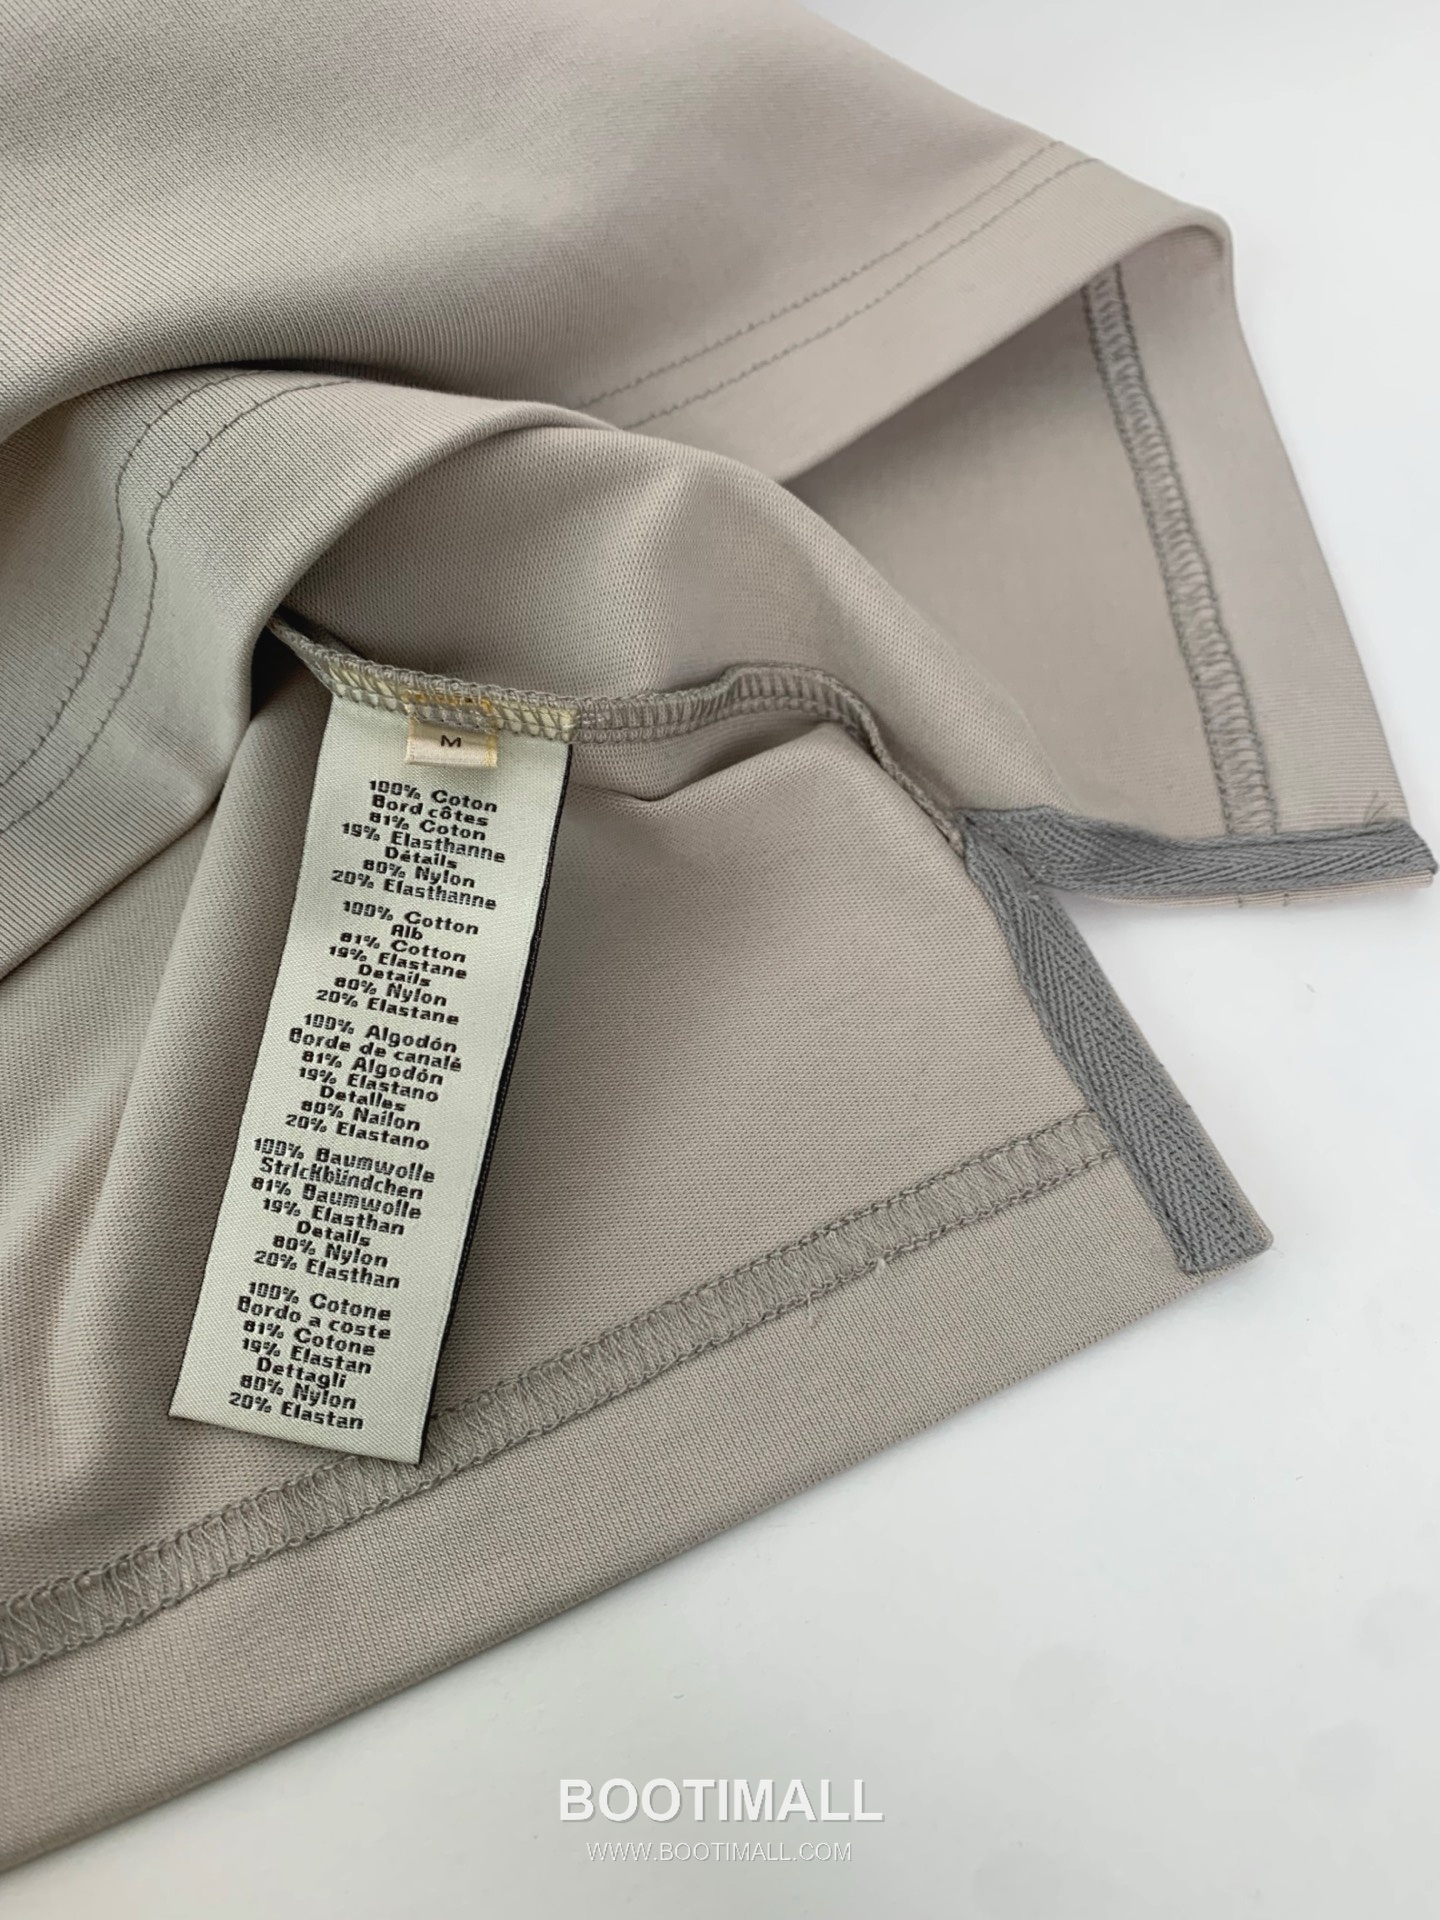 M
100% Coton
Bord côtes
81% Coton
19% Elasthanne
Détails
80% Nylon
20% Elasthanne
100% Cotton
Rib
81% Cotton
19% Elastane
Details
80% Nylon
20% Elastane
100% Algodón
Borde de canalé
81% Algodón
19% Elastano
Detalles
80% Nailon
20% Elastano
100% Baumwolle
Strickbündchen
81% Baumwolle
19% Elasthan
Details
80% Nylon
20% Elasthan
100% Cotone
Bordo a coste
81% Cotone
19% Elastan
Dettagli
80% Nylon
20% Elastan
BOOTIMALL
WWW.BOOTIMALL.COM